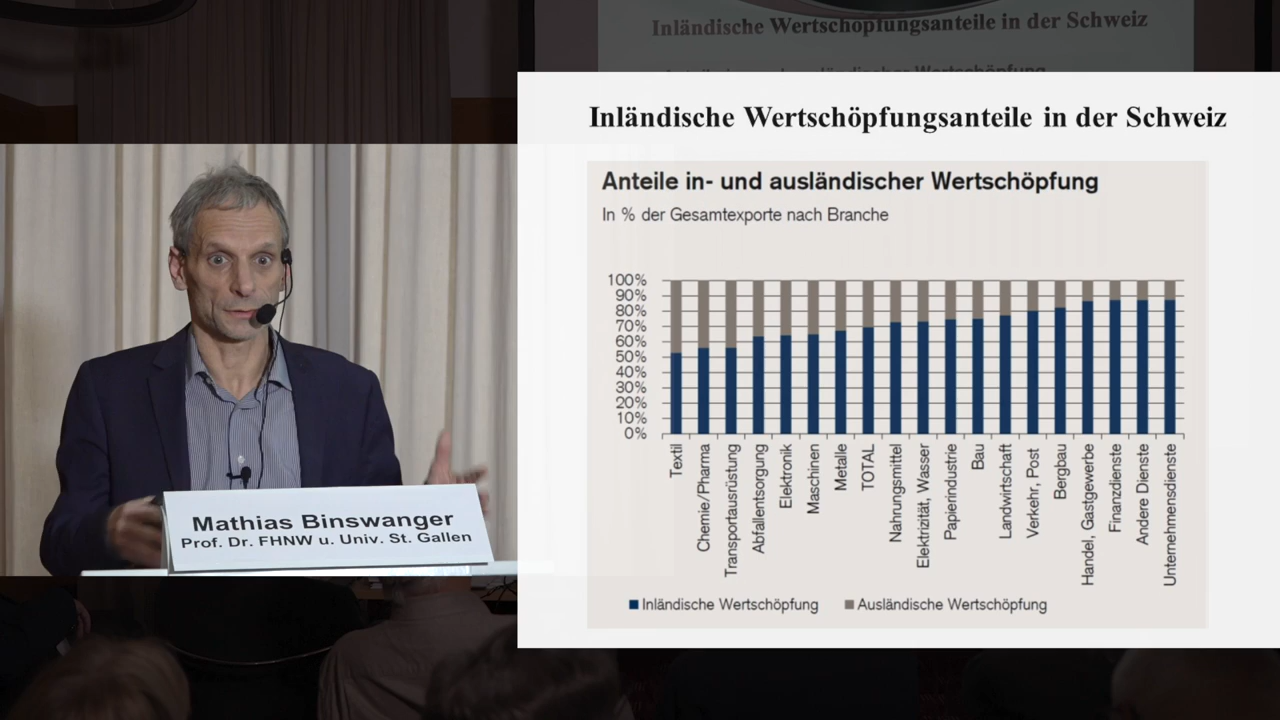 Inländische Wertschöpfungsanteile in der Schweiz
Inländische Wertschöpfungsanteile in der Schweiz
Anteile in- und ausländischer Wertschöpfung
In % der Gesamtexporte nach Branche
100%
90%
80%
70%
60%
50%
40%
30%
20%
10%
0%
Textil
Chemie/Pharma
Transportausrüstung
Abfallentsorgung
Elektronik
Maschinen
Metalle
TOTAL
Nahrungsmittel
Elektrizität, Wasser
Papierindustrie
Bau
Landwirtschaft
Verkehr, Post
Bergbau
Handel, Gastgewerbe
Finanzdienste
Andere Dienste
Unternehmensdienste
Inländische Wertschöpfung
Ausländische Wertschöpfung
Mathias Binswanger
Prof. Dr. FHNW u. Univ. St. Gallen